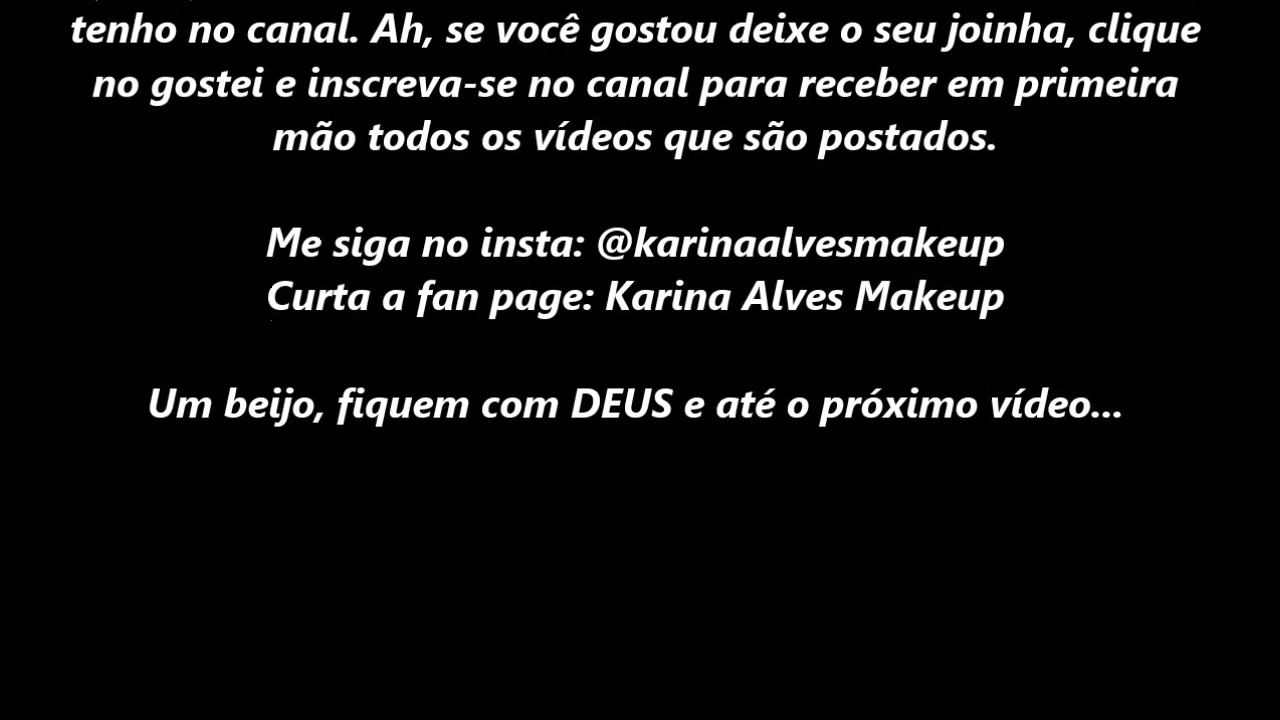 tenho no canal. Ah, se você gostou deixe o seu joinha, clique
no gostei e inscreva-se no canal para receber em primeira
mão todos os vídeos que são postados.
Me siga no insta: @karinaalvesmakeup
Curta a fan page: Karina Alves Makeup
Um beijo, fiquem com DEUS e até o próximo vídeo...